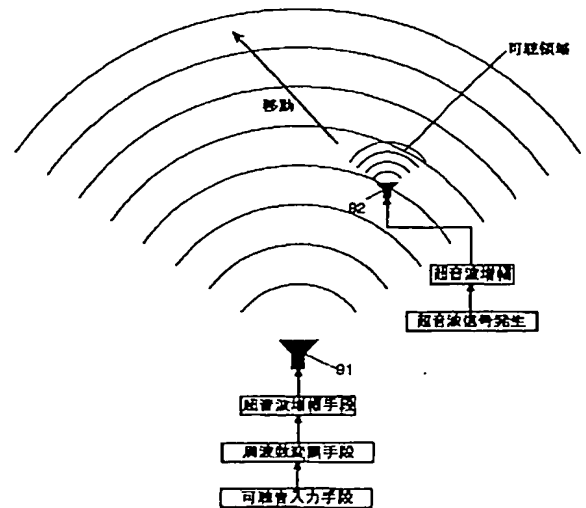 可聴領域
移動
92
超音波増幅
超音波信号発生
91
超音波増幅手段
周波数変調手段
可聴音入力手段